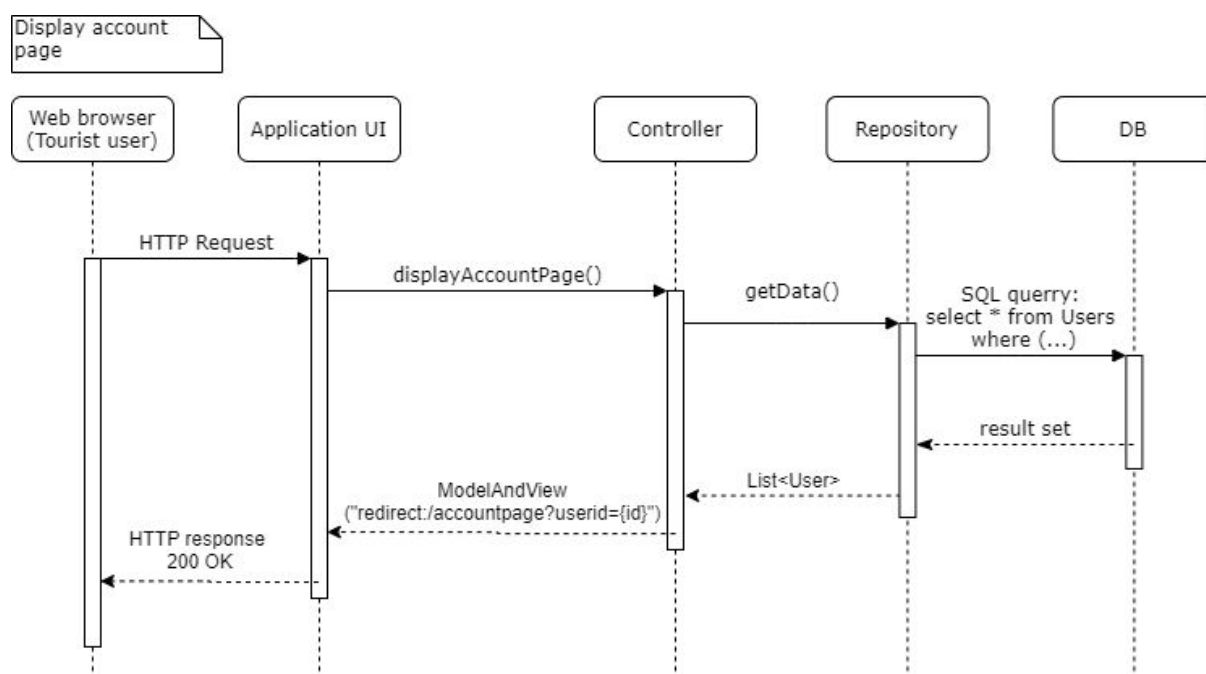 Display account
page
Web browser
(Tourist user)
Application UI
Controller
Repository
DB
HTTP Request
displayAccountPage()
getData()
SQL querry:
select * from Users
where (...)
result set
List<User>
ModelAndView
("redirect:/accountpage?userid={id}")
HTTP response
200 OK